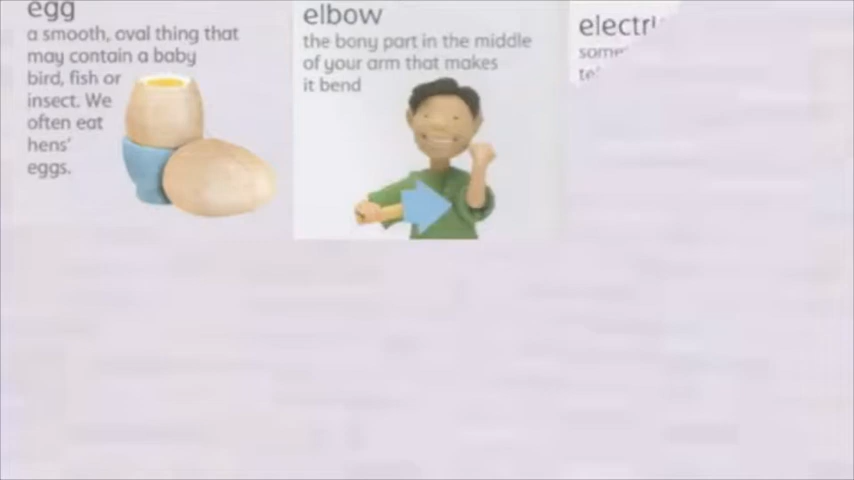 egg
a smooth, oval thing that
may contain a baby
bird, fish or
insect. We
often eat
hens'
eggs.
elbow
the bony part in the middle
of your arm that makes
it bend